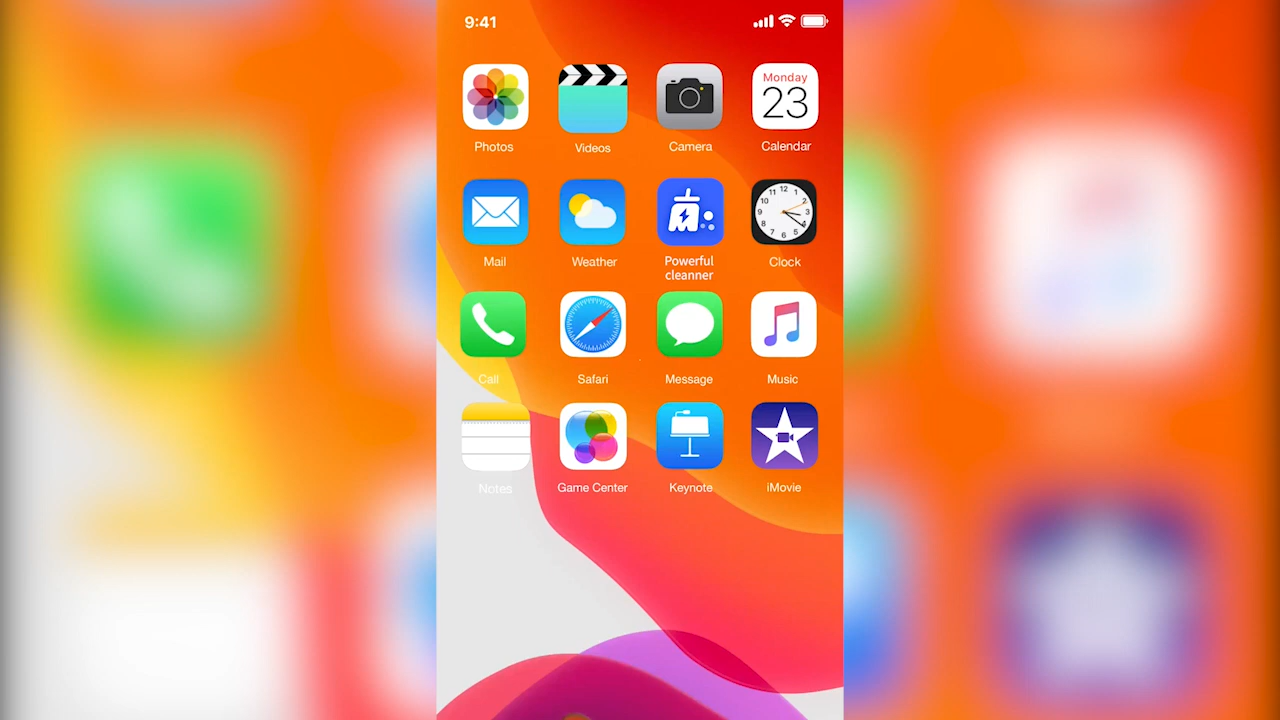 9:41
Monday
23
Photos
Videos
Camera
Calendar
Mail
Weather
Powerful
cleanner
Clock
Call
Safari
Message
Music
Notes
Game Center
Keynote
iMovie